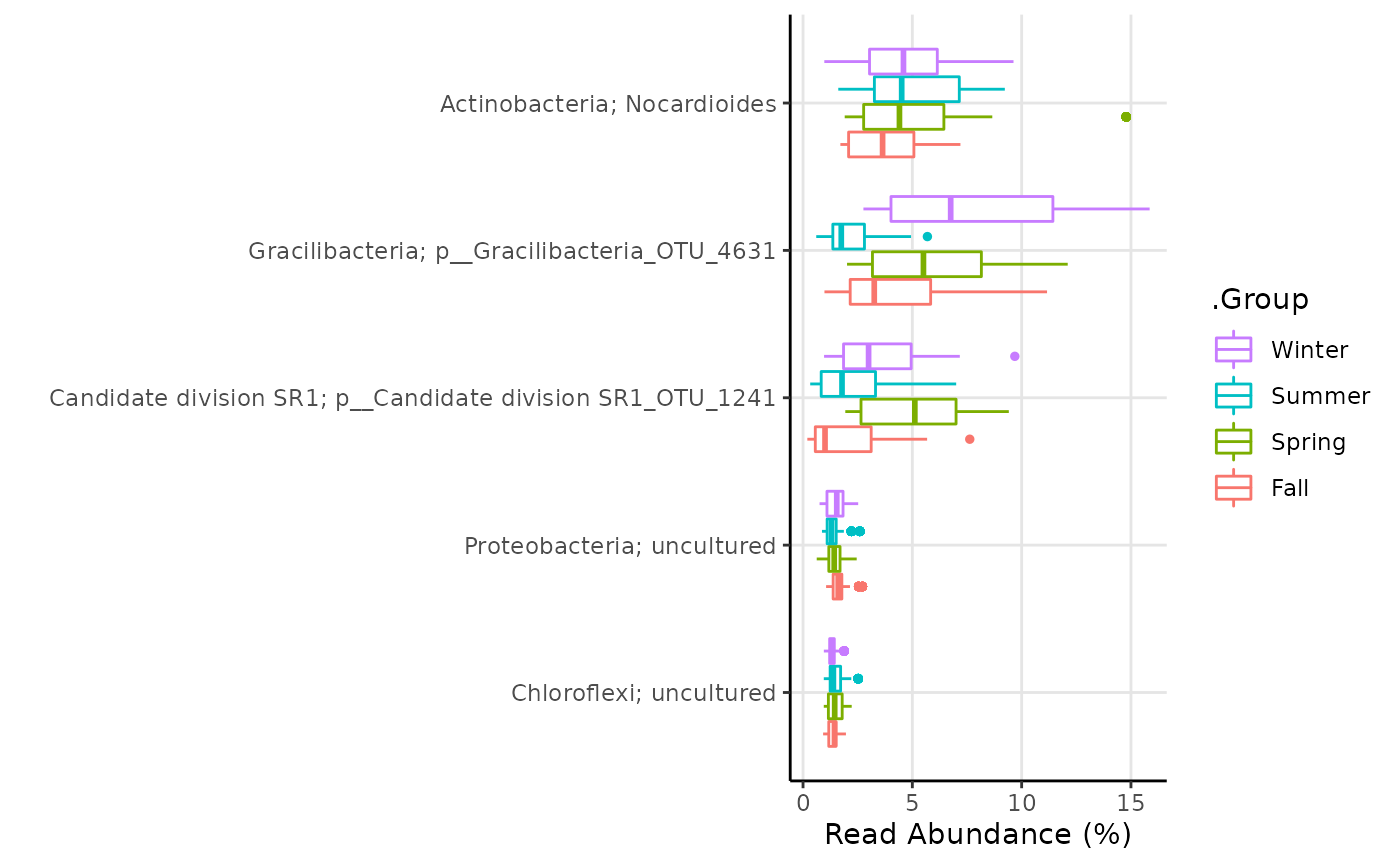 Actinobacteria; Nocardioides
Gracilibacteria; p__Gracilibacteria_OTU_4631
Candidate division SR1; p__Candidate division SR1_OTU_1241
Proteobacteria; uncultured
Chloroflexi; uncultured
0 5 10 15
Read Abundance (%)
.Group
Winter
Summer
Spring
Fall